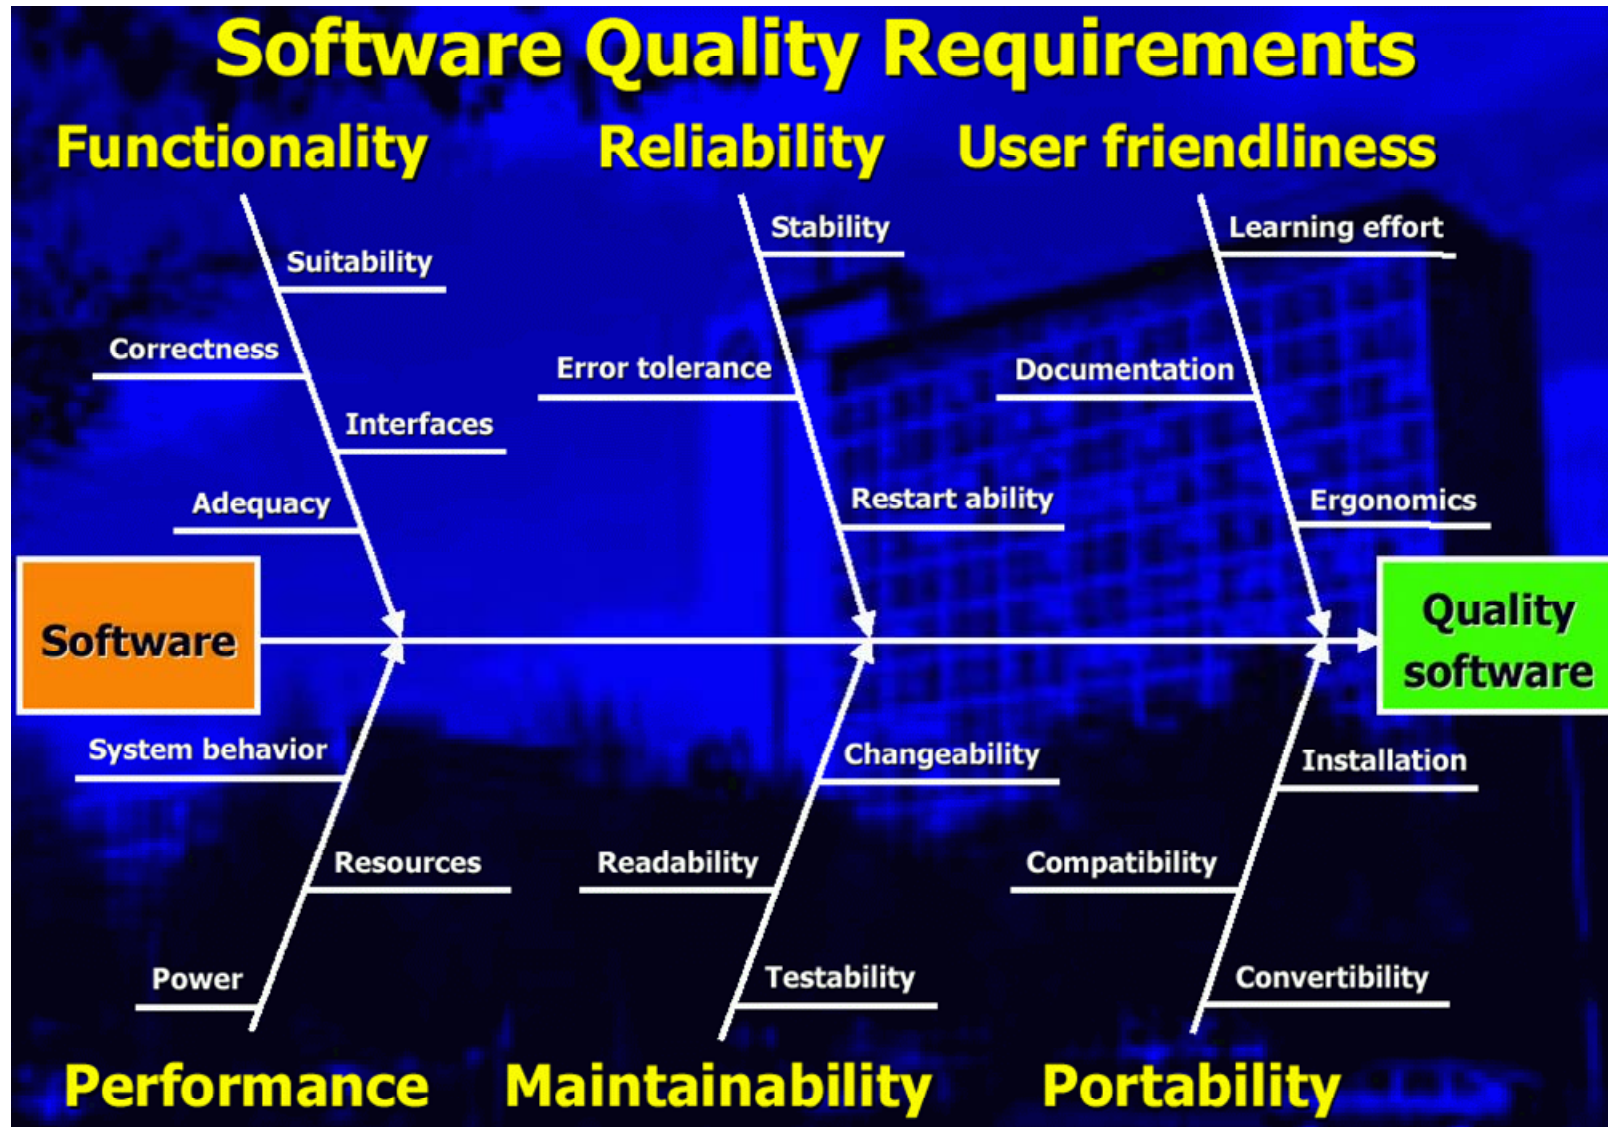 Software Quality Requirements
Functionality
Reliability
User friendliness
Suitability
Correctness
Interfaces
Adequacy
Stability
Error tolerance
Restart ability
Learning effort
Documentation
Ergonomics
Software
Quality
software
System behavior
Resources
Power
Changeability
Readability
Testability
Installation
Compatibility
Convertibility
Performance
Maintainability
Portability